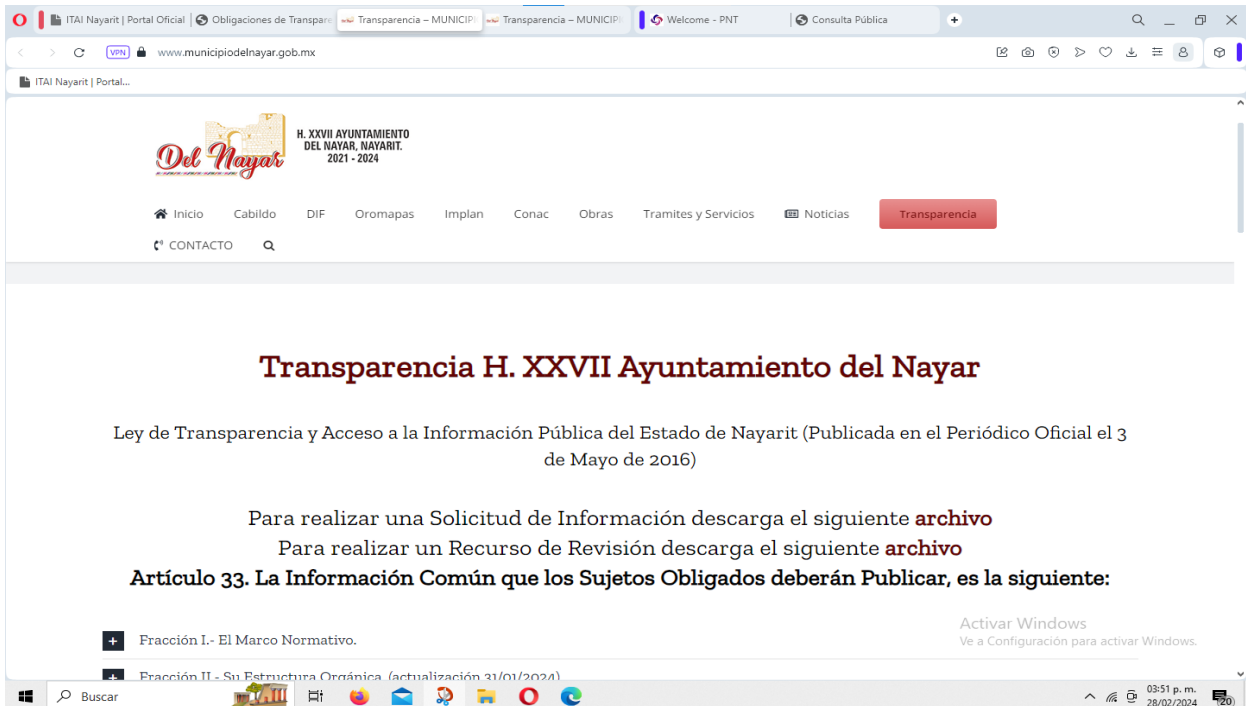 ITAI Nayarit | Portal Oficial
Obligaciones de Transpare
Transparencia – MUNICIPI
Transparencia – MUNICIPI
Welcome - PNT
Consulta Pública
VPN
www.municipiodelnayar.gob.mx
ITAI Nayarit | Portal...
Del Nayar
H. XXVII AYUNTAMIENTO
DEL NAYAR, NAYARIT.
2021 - 2024
Inicio Cabildo DIF Oromapas Implan Conac Obras Tramites y Servicios Noticias Transparencia
CONTACTO
Transparencia H. XXVII Ayuntamiento del Nayar
Ley de Transparencia y Acceso a la Información Pública del Estado de Nayarit (Publicada en el Periódico Oficial el 3
de Mayo de 2016)
Para realizar una Solicitud de Información descarga el siguiente archivo
Para realizar un Recurso de Revisión descarga el siguiente archivo
Artículo 33. La Información Común que los Sujetos Obligados deberán Publicar, es la siguiente:
Fracción I.- El Marco Normativo.
Activar Windows
Ve a Configuración para activar Windows.
Fracción II.- Su Estructura Orgánica. (actualización 31/01/2024)
Buscar
03:51 p. m.
28/02/2024
20